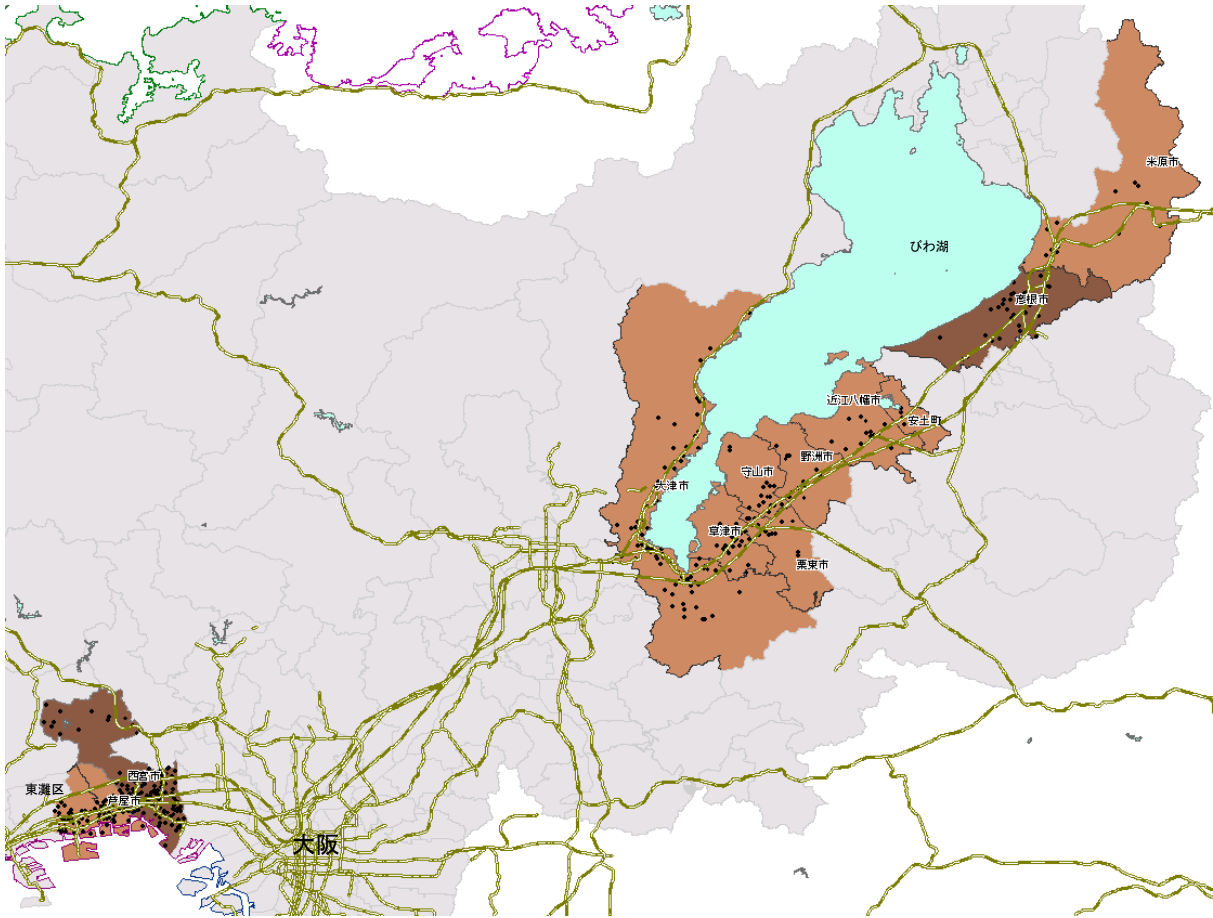 米原市
びわ湖
彦根市
近江八幡市
安土町
野洲市
守山市
大津市
草津市
栗東市
西宮市
東灘区
芦屋市
大阪